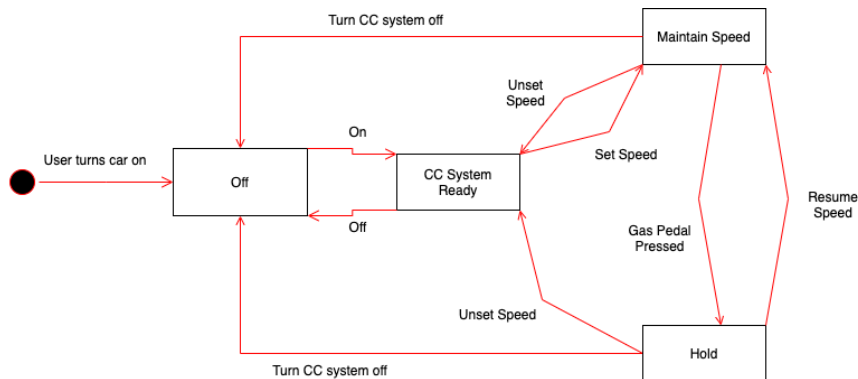 Turn CC system off
Maintain Speed
Unset
Speed
On
User turns car on
Set Speed
Off
CC System
Ready
Resume
Speed
Off
Gas Pedal
Pressed
Unset Speed
Hold
Turn CC system off